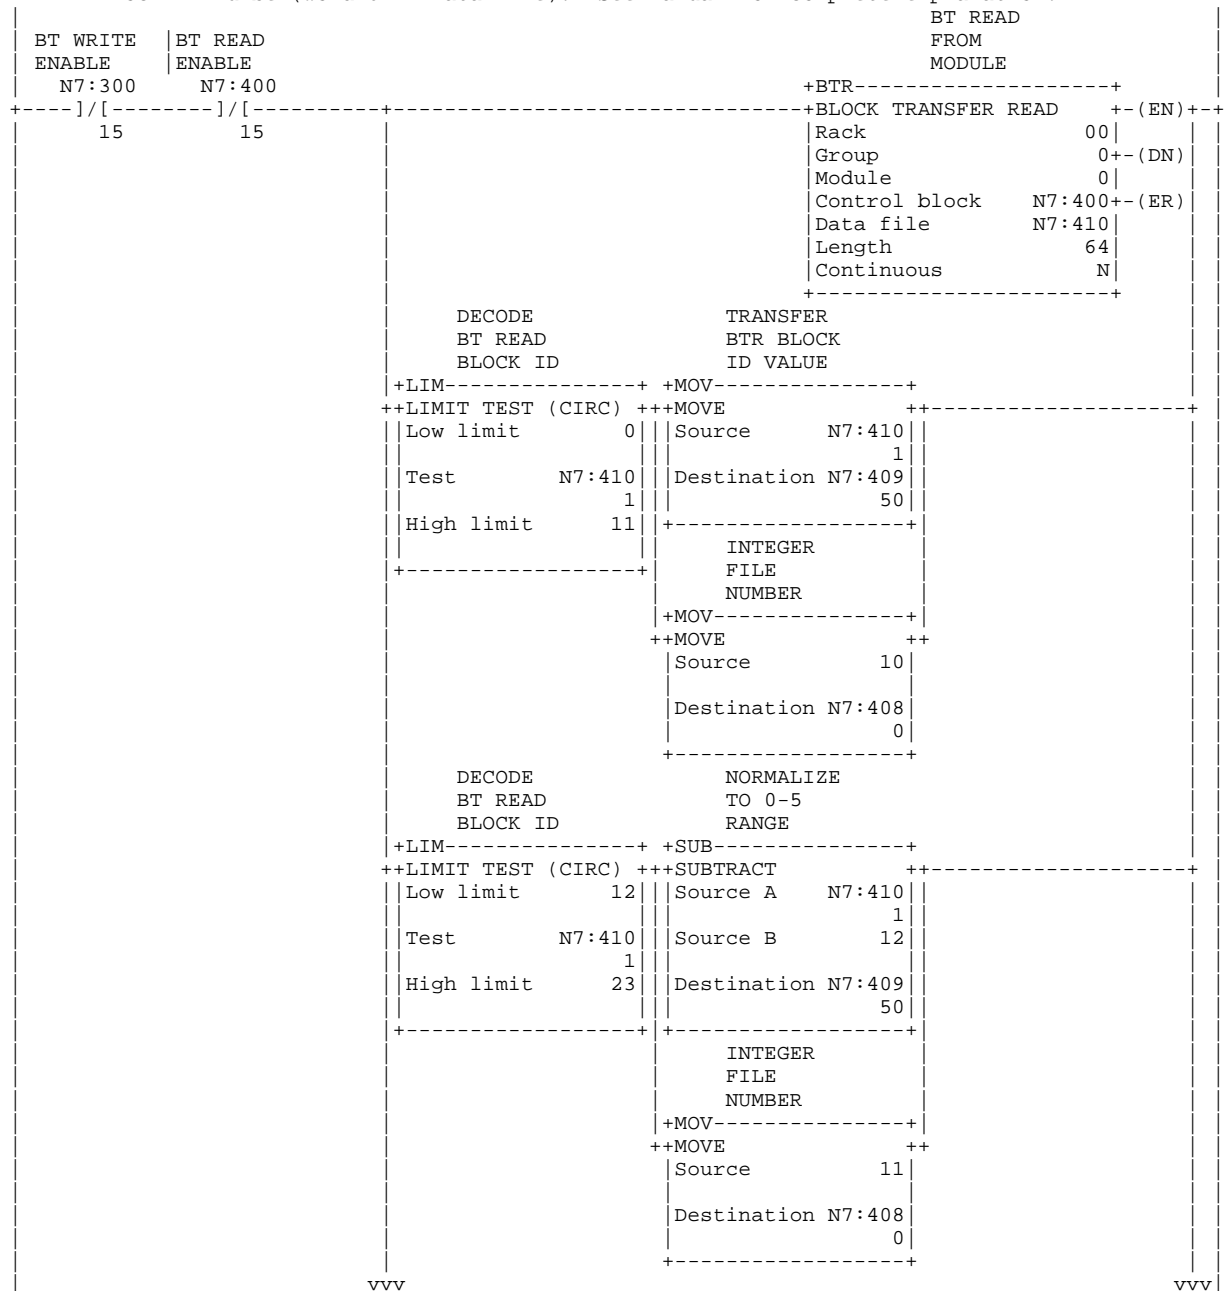 BT READ
BT WRITE |BT READ FROM
ENABLE |ENABLE MODULE
N7:300 N7:400 +BTR--------------------+
+----]/[--------]/[----------+--------------------------------+BLOCK TRANSFER READ +-(EN)+-+
15 15 |Rack 00|
|Group 0+-(DN)|
|Module 0|
|Control block N7:400+-(ER)|
|Data file N7:410|
|Length 64|
|Continuous N|
+-----------------------+
DECODE TRANSFER
BT READ BTR BLOCK
BLOCK ID ID VALUE
|+LIM---------------+ +MOV---------------+
++LIMIT TEST (CIRC) +++MOVE ++--------------------+
||Low limit 0|||Source N7:410||
|| ||| 1||
||Test N7:410|||Destination N7:409||
|| 1||| 50||
||High limit 11||+------------------+|
|| || INTEGER
|+------------------+| FILE
NUMBER
|+MOV---------------+|
++MOVE ++
|Source 10|
| |
|Destination N7:408|
| 0|
+------------------+
DECODE NORMALIZE
BT READ TO 0-5
BLOCK ID RANGE
|+LIM---------------+ +SUB---------------+
++LIMIT TEST (CIRC) +++SUBTRACT ++--------------------+
||Low limit 12|||Source A N7:410||
|| ||| 1||
||Test N7:410|||Source B 12||
|| 1||| ||
||High limit 23|||Destination N7:409||
|| ||| 50||
|+------------------+|+------------------+|
INTEGER
FILE
NUMBER
|+MOV---------------+|
++MOVE ++
|Source 11|
| |
|Destination N7:408|
| 0|
+------------------+
vvv vvv|